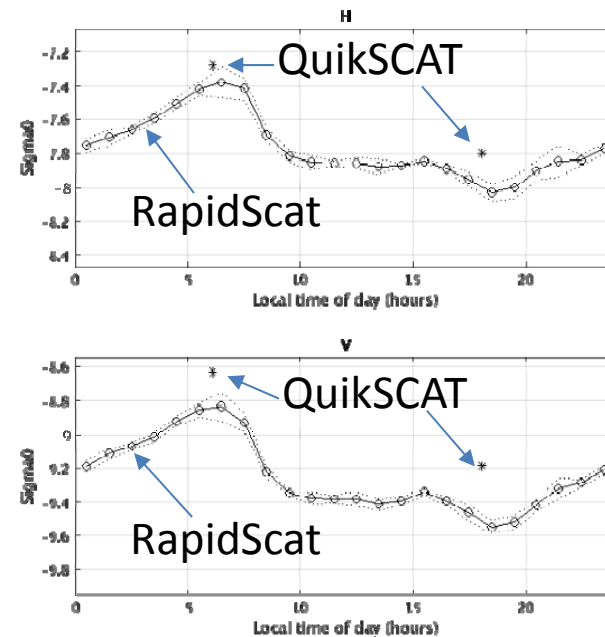 H
-7.2
-7.4
-7.6
-7.8
-8
-8.2
-8.4
Sigma0
QuikSCAT
RapidScat
0 5 10 15 20
Local time of day (hours)
V
-8.6
-8.8
-9
-9.2
-9.4
-9.6
-9.8
Sigma0
QuikSCAT
RapidScat
0 5 10 15 20
Local time of day (hours)